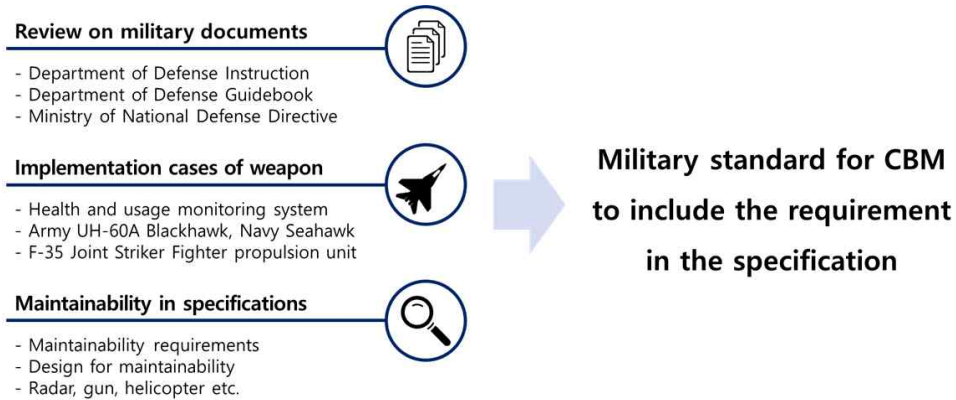 Review on military documents
- Department of Defense Instruction
- Department of Defense Guidebook
- Ministry of National Defense Directive
Implementation cases of weapon
- Health and usage monitoring system
- Army UH-60A Blackhawk, Navy Seahawk
- F-35 Joint Striker Fighter propulsion unit
Maintainability in specifications
- Maintainability requirements
- Design for maintainability
- Radar, gun, helicopter etc.
Military standard for CBM
to include the requirement
in the specification